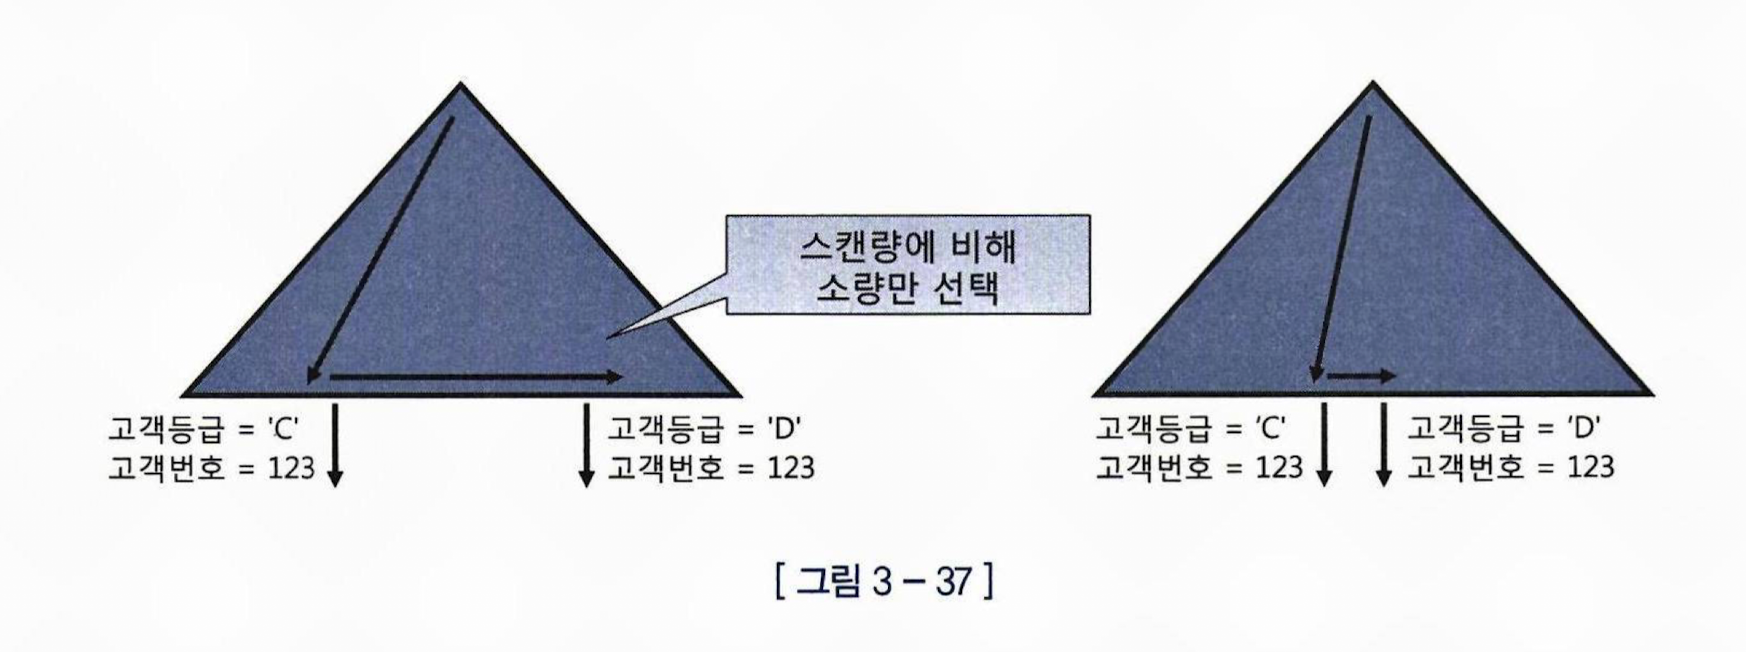 스캔량에 비해
소량만 선택
고객등급 = 'C'
고객번호 = 123
고객등급 = 'D'
고객번호 = 123
고객등급 = 'C'
고객번호 = 123
고객등급 = 'D'
고객번호 = 123
[ 그림 3 – 37 ]